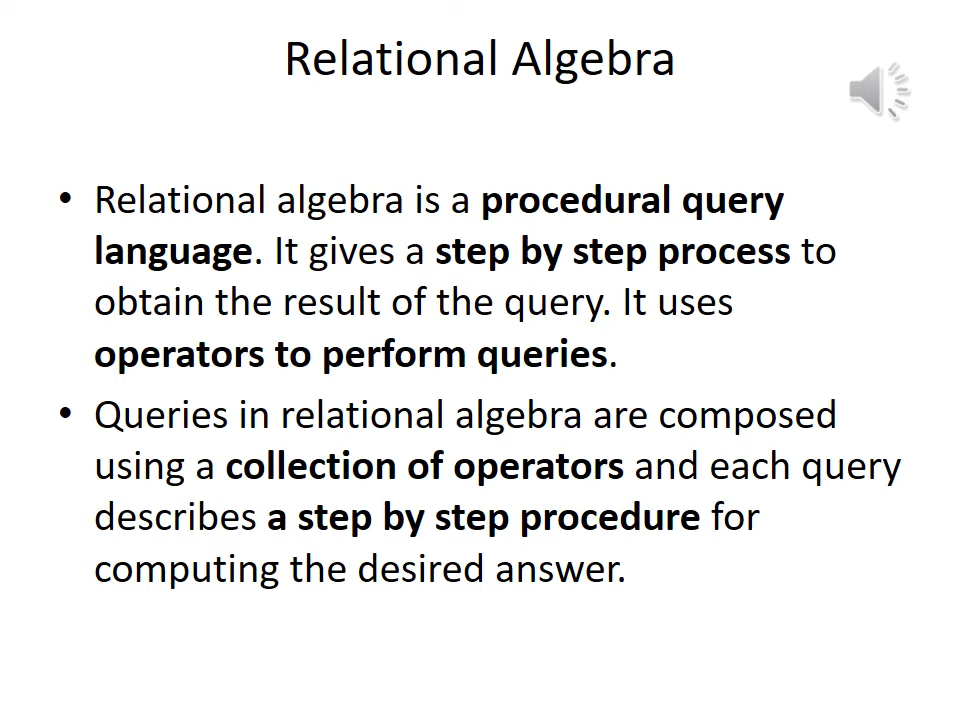 Relational Algebra
• Relational algebra is a procedural query
language. It gives a step by step process to
obtain the result of the query. It uses
operators to perform queries.
• Queries in relational algebra are composed
using a collection of operators and each query
describes a step by step procedure for
computing the desired answer.